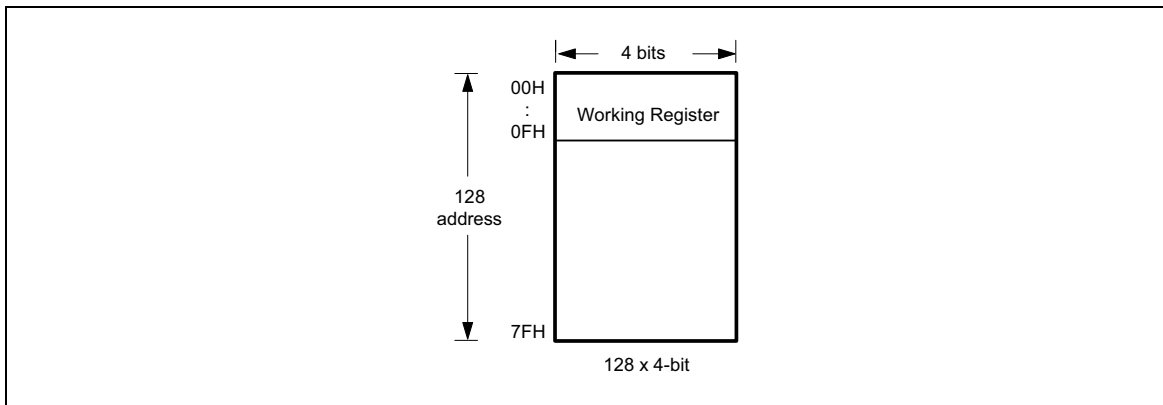 4 bits
00H
:
0FH
Working Register
128
address
7FH
128 x 4-bit